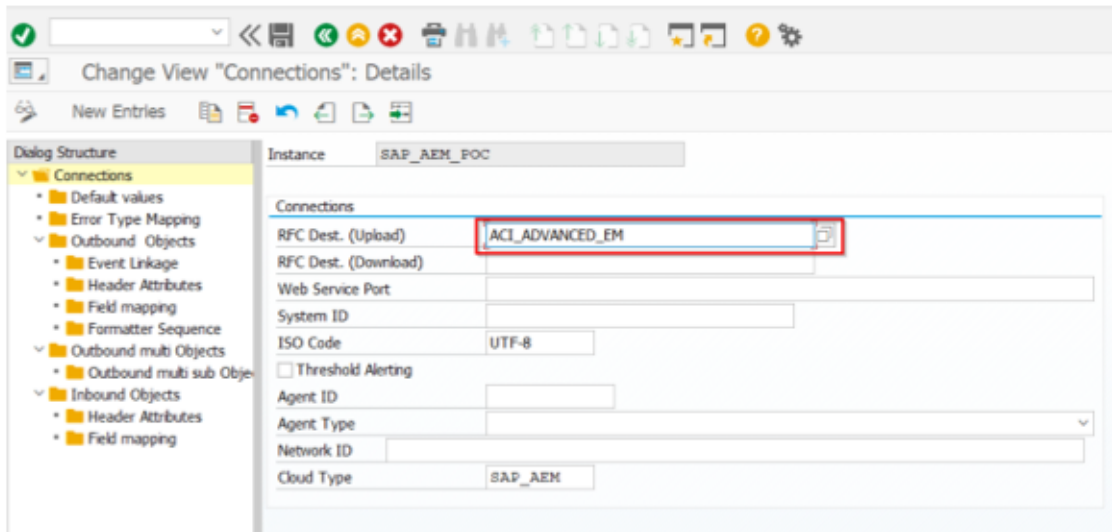 Change View "Connections": Details
New Entries
Dialog Structure
Connections
Default values
Error Type Mapping
Outbound Objects
Event Linkage
Header Attributes
Field mapping
Formatter Sequence
Outbound multi Objects
Outbound multi sub Obje
Inbound Objects
Header Attributes
Field mapping
Instance SAP_AEM_POC
Connections
RFC Dest. (Upload) ACI_ADVANCED_EM
RFC Dest. (Download)
Web Service Port
System ID
ISO Code UTF-8
Threshold Alerting
Agent ID
Agent Type
Network ID
Cloud Type SAP_AEM